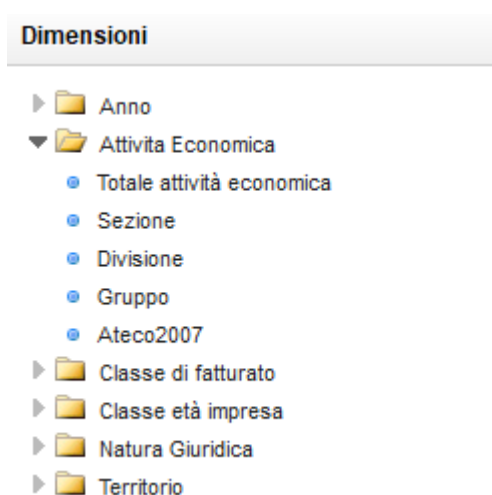 Dimensioni
Anno
Attivita Economica
Totale attività economica
Sezione
Divisione
Gruppo
Ateco2007
Classe di fatturato
Classe età impresa
Natura Giuridica
Territorio